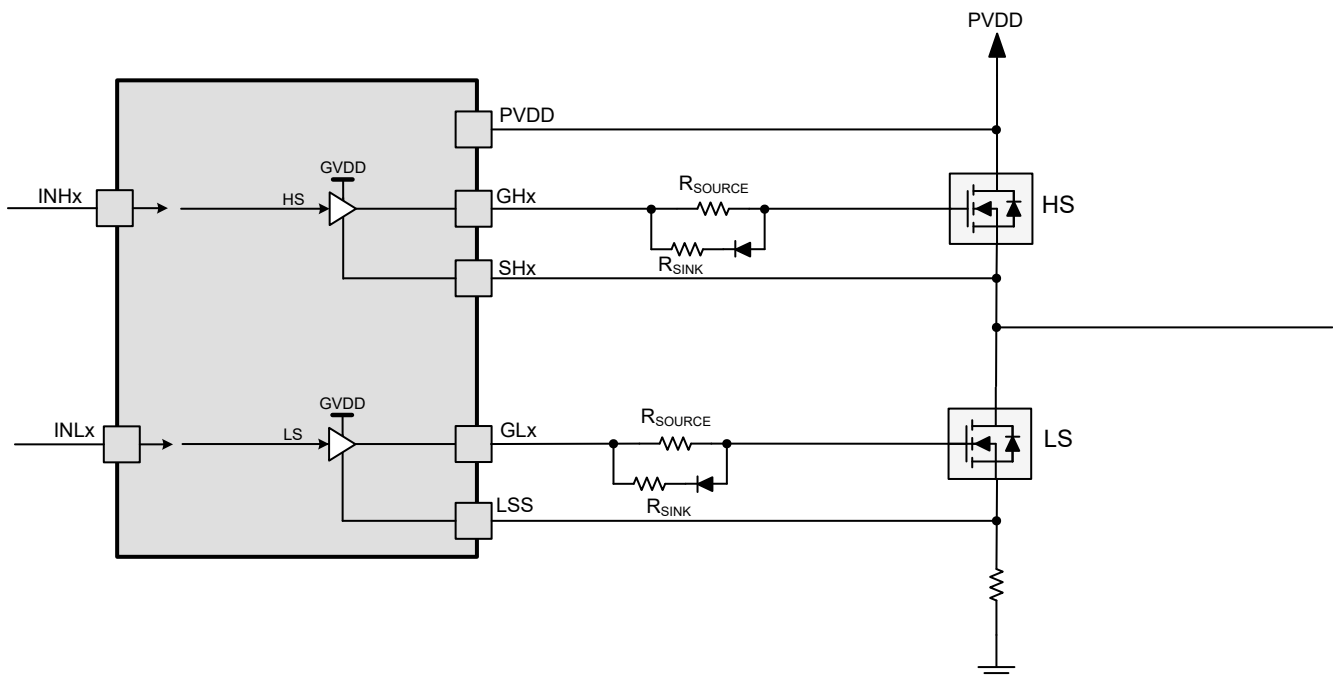 PVDD
PVDD
GVDD
INHx
HS
GHx
RSOURCE
HS
RSINK
SHx
GVDD
INLx
LS
GLx
RSOURCE
LS
RSINK
LSS